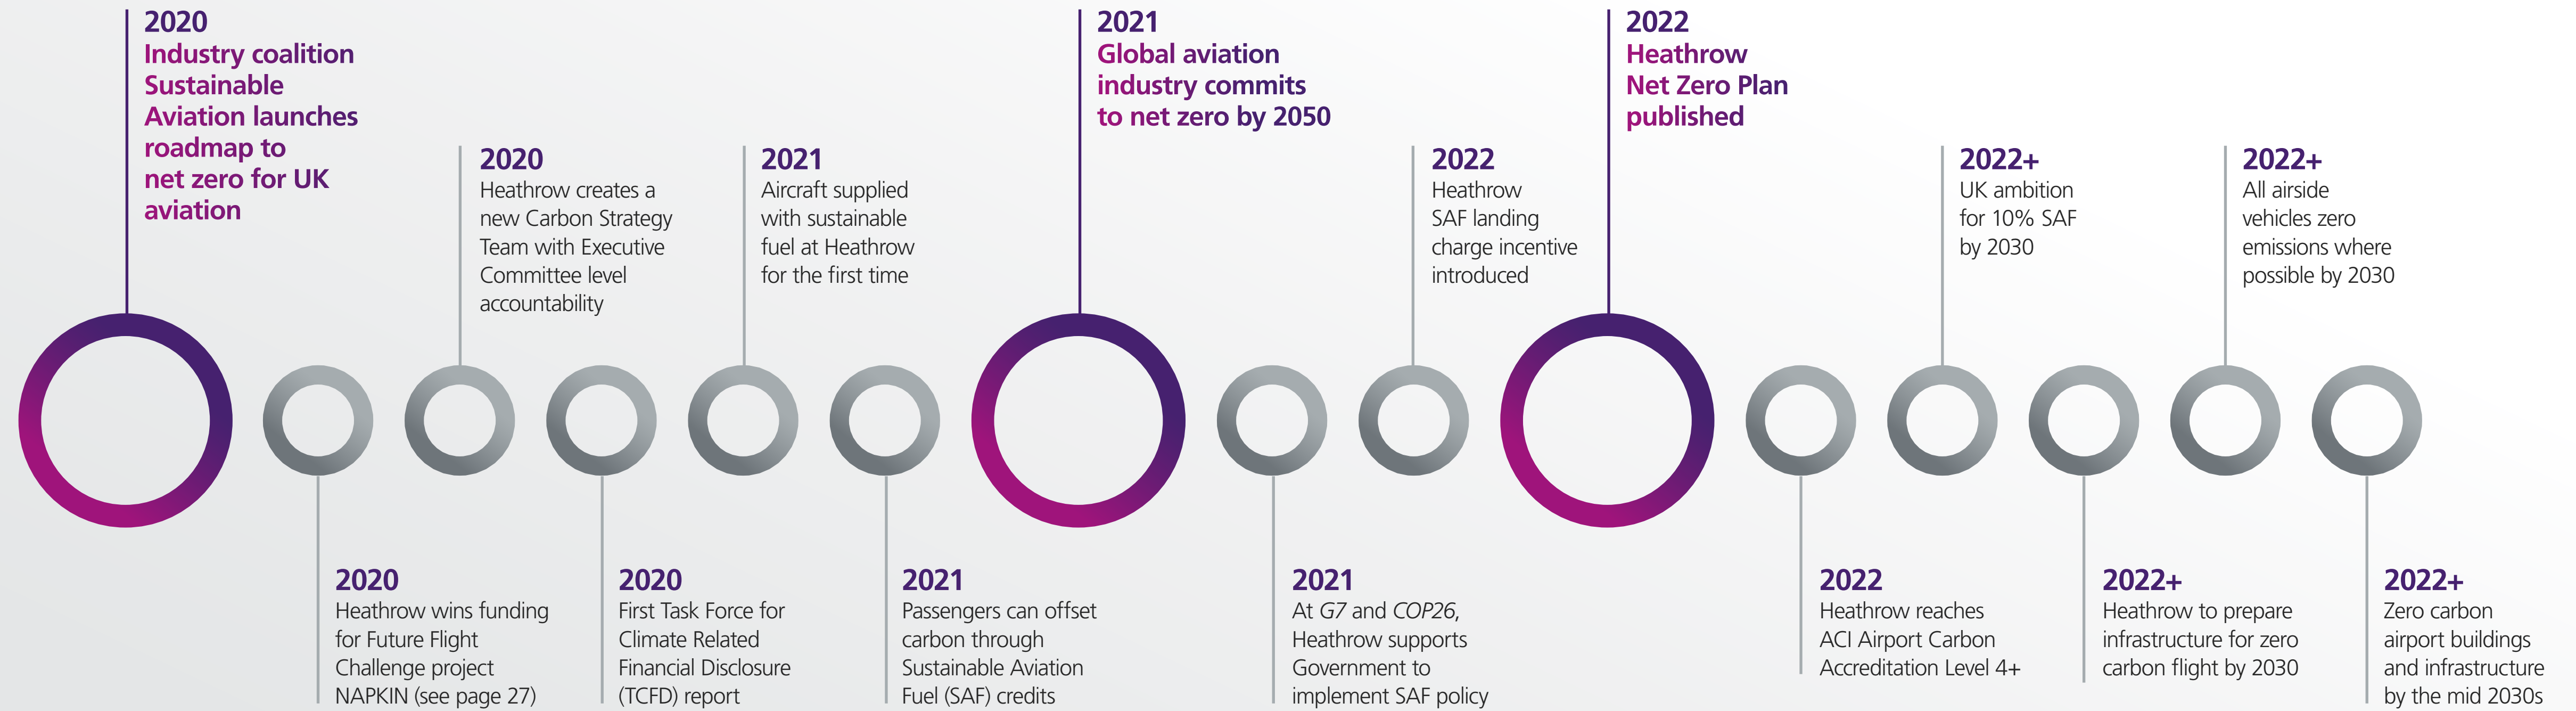 2020
Industry coalition
Sustainable
Aviation launches
roadmap to
net zero for UK
aviation
2020
Heathrow wins funding
for Future Flight
Challenge project
NAPKIN (see page 27)
2020
Heathrow creates a
new Carbon Strategy
Team with Executive
Committee level
accountability
2020
First Task Force for
Climate Related
Financial Disclosure
(TCFD) report
2021
Aircraft supplied
with sustainable
fuel at Heathrow
for the first time
2021
Passengers can offset
carbon through
Sustainable Aviation
Fuel (SAF) credits
2021
Global aviation
industry commits
to net zero by 2050
2021
At G7 and COP26,
Heathrow supports
Government to
implement SAF policy
2022
Heathrow
SAF landing
charge incentive
introduced
2022
Heathrow
Net Zero Plan
published
2022
Heathrow reaches
ACI Airport Carbon
Accreditation Level 4+
2022+
UK ambition
for 10% SAF
by 2030
2022+
Heathrow to prepare
infrastructure for zero
carbon flight by 2030
2022+
All airside
vehicles zero
emissions where
possible by 2030
2022+
Zero carbon
airport buildings
and infrastructure
by the mid 2030s